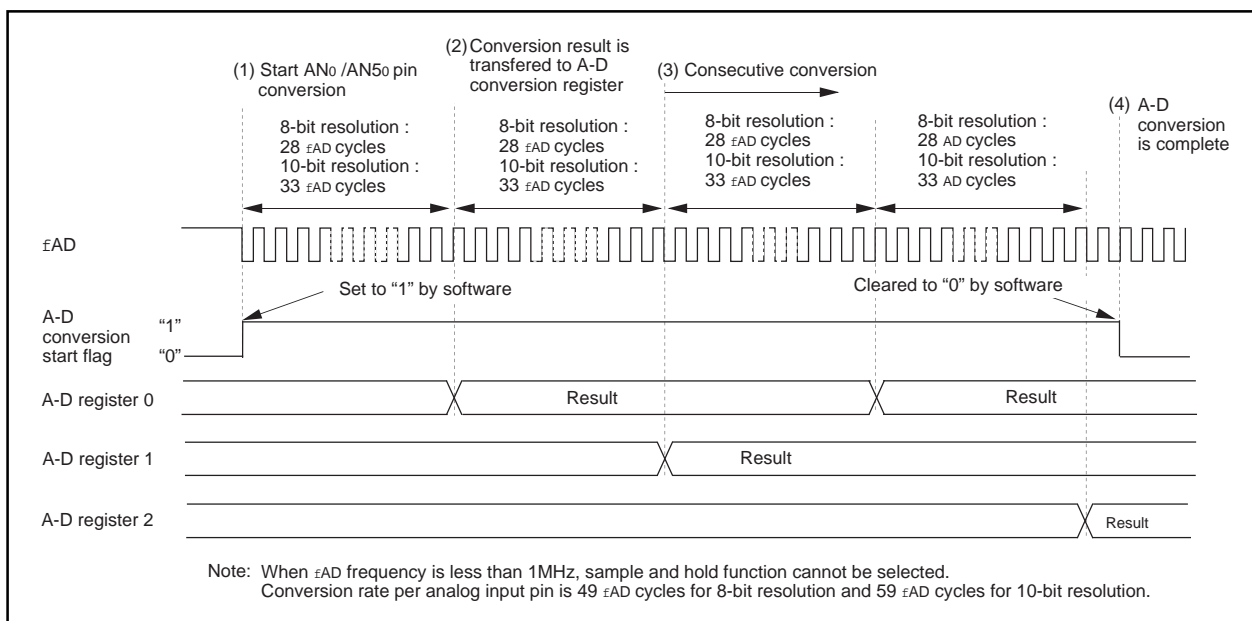 (1) Start AN0 /AN50 pin
conversion
(2) Conversion result is
transfered to A-D
conversion register
(3) Consecutive conversion
(4) A-D
conversion
is complete
8-bit resolution :
28 fAD cycles
10-bit resolution :
33 fAD cycles
8-bit resolution :
28 fAD cycles
10-bit resolution :
33 fAD cycles
8-bit resolution :
28 fAD cycles
10-bit resolution :
33 fAD cycles
8-bit resolution :
28 AD cycles
10-bit resolution :
33 AD cycles
fAD
Set to “1” by software
Cleared to “0” by software
A-D
conversion
start flag
“1”
“0”
A-D register 0
Result
Result
A-D register 1
Result
A-D register 2
Result
Note: When fAD frequency is less than 1MHz, sample and hold function cannot be selected.
Conversion rate per analog input pin is 49 fAD cycles for 8-bit resolution and 59 fAD cycles for 10-bit resolution.